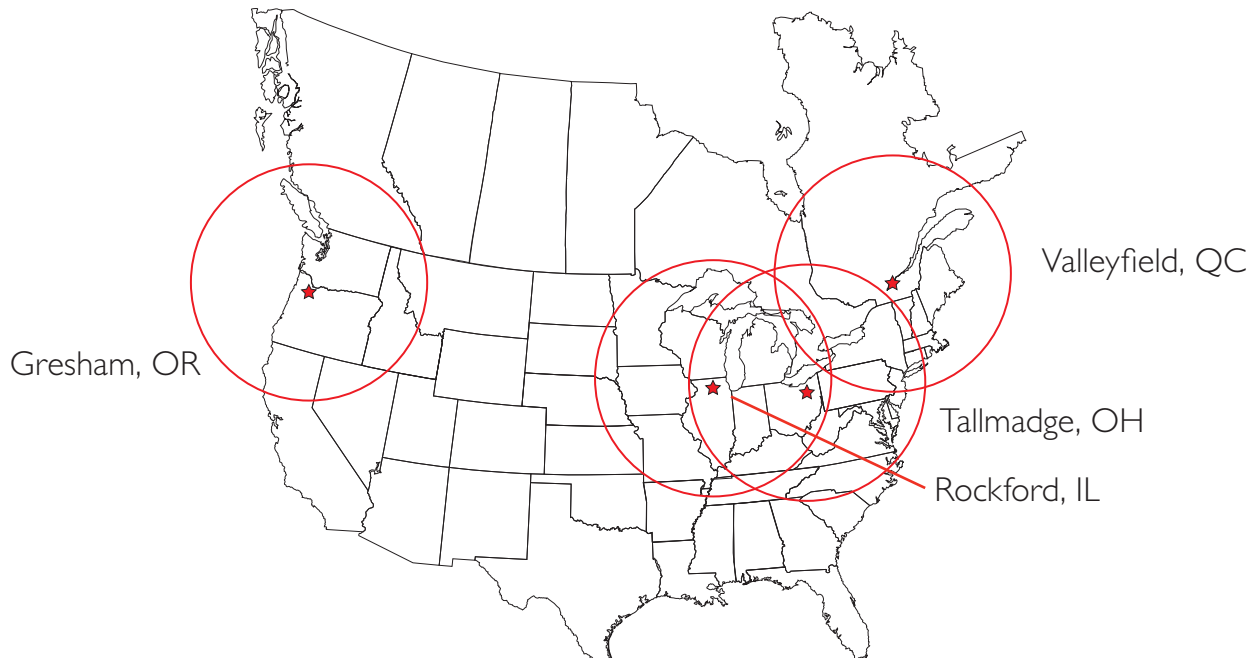 Valleyfield, QC
Gresham, OR
Tallmadge, OH
Rockford, IL